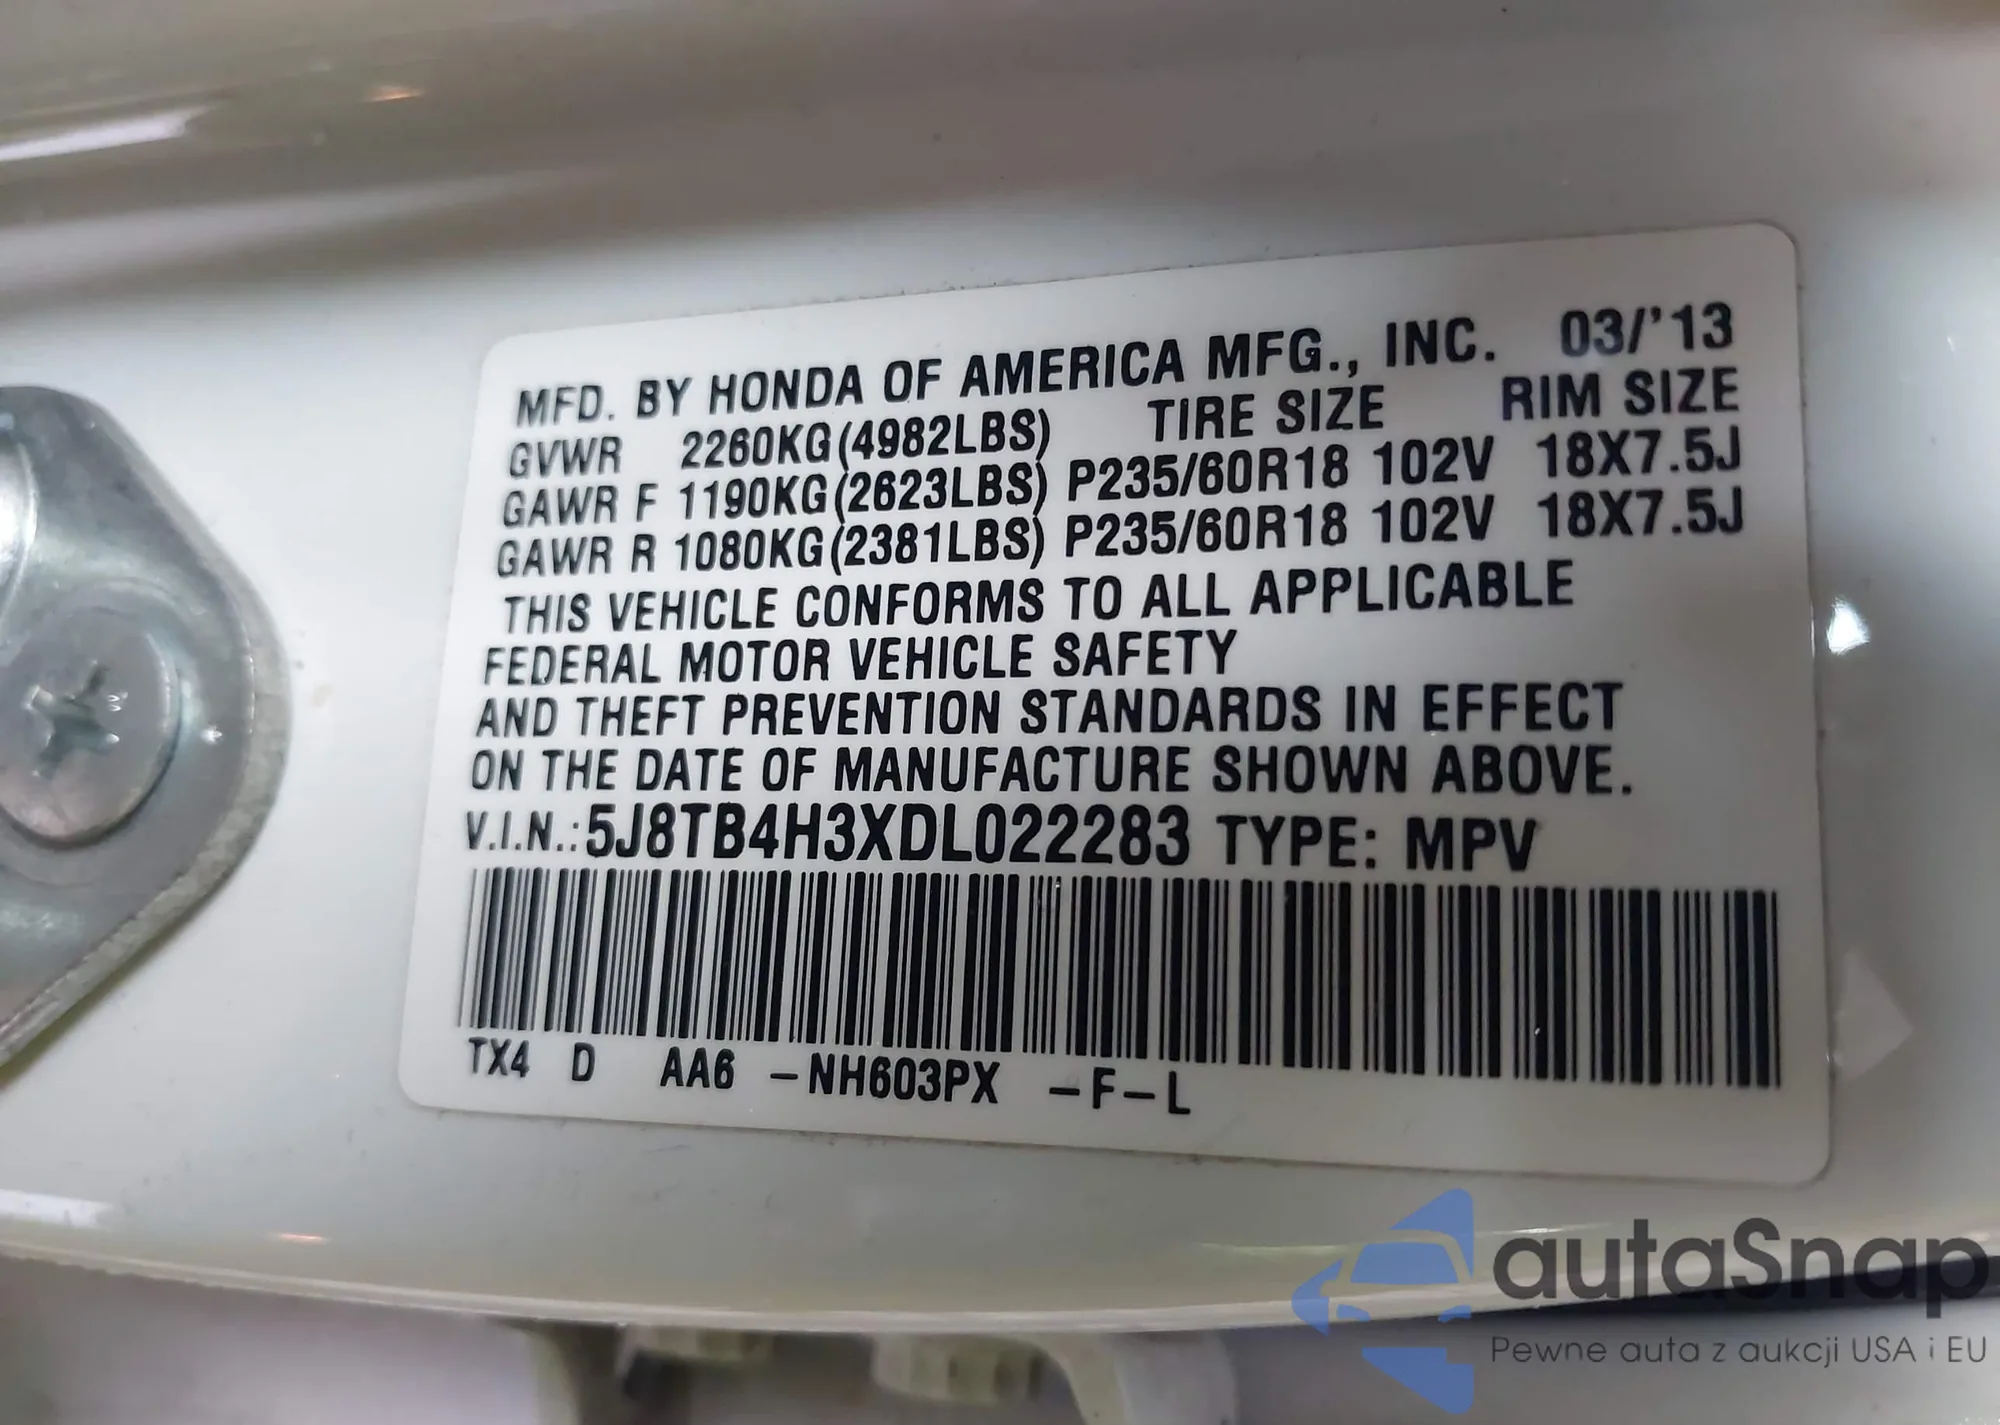 MFD. BY HONDA OF AMERICA MFG., INC. 03/'13
GVWR 2260KG(4982LBS) TIRE SIZE RIM SIZE
GAWR F 1190KG(2623LBS) P235/60R18 102V 18X7.5J
GAWR R 1080KG(2381LBS) P235/60R18 102V 18X7.5J
THIS VEHICLE CONFORMS TO ALL APPLICABLE
FEDERAL MOTOR VEHICLE SAFETY
AND THEFT PREVENTION STANDARDS IN EFFECT
ON THE DATE OF MANUFACTURE SHOWN ABOVE.
V.I.N.:5J8TB4H3XDL022283 TYPE: MPV
TX4 D AA6 -NH603PX -F-L
autaSnap
Pewne auta z aukcji USA i EU